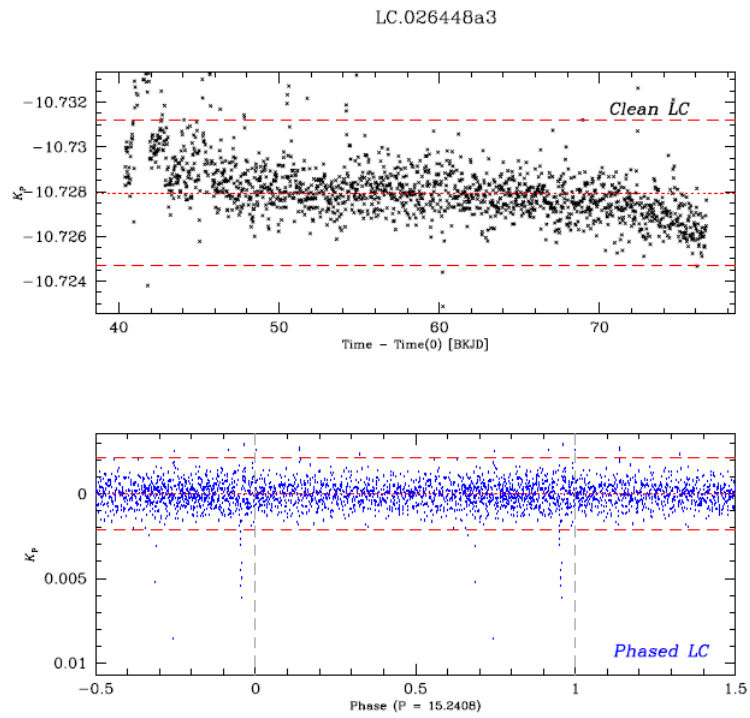 LC.026448a3
Clean LC
−10.732
−10.73
−10.728
−10.726
−10.724
K_P
40 50 60 70
Time − Time(0) [BKJD]
0
0.005
0.01
K_P
Phased LC
−0.5 0 0.5 1 1.5
Phase (P = 15.2408)